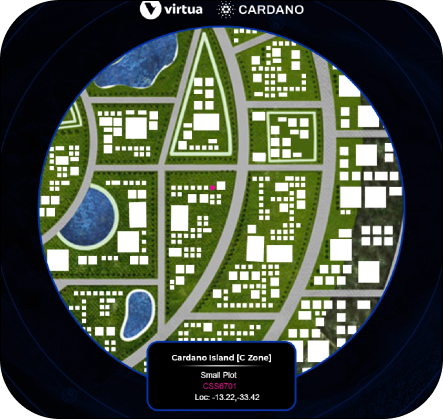 virtua CARDANO
Cardano Island [C Zone]
Small Plot
CSS6701
Loc: -13.22,-33.42